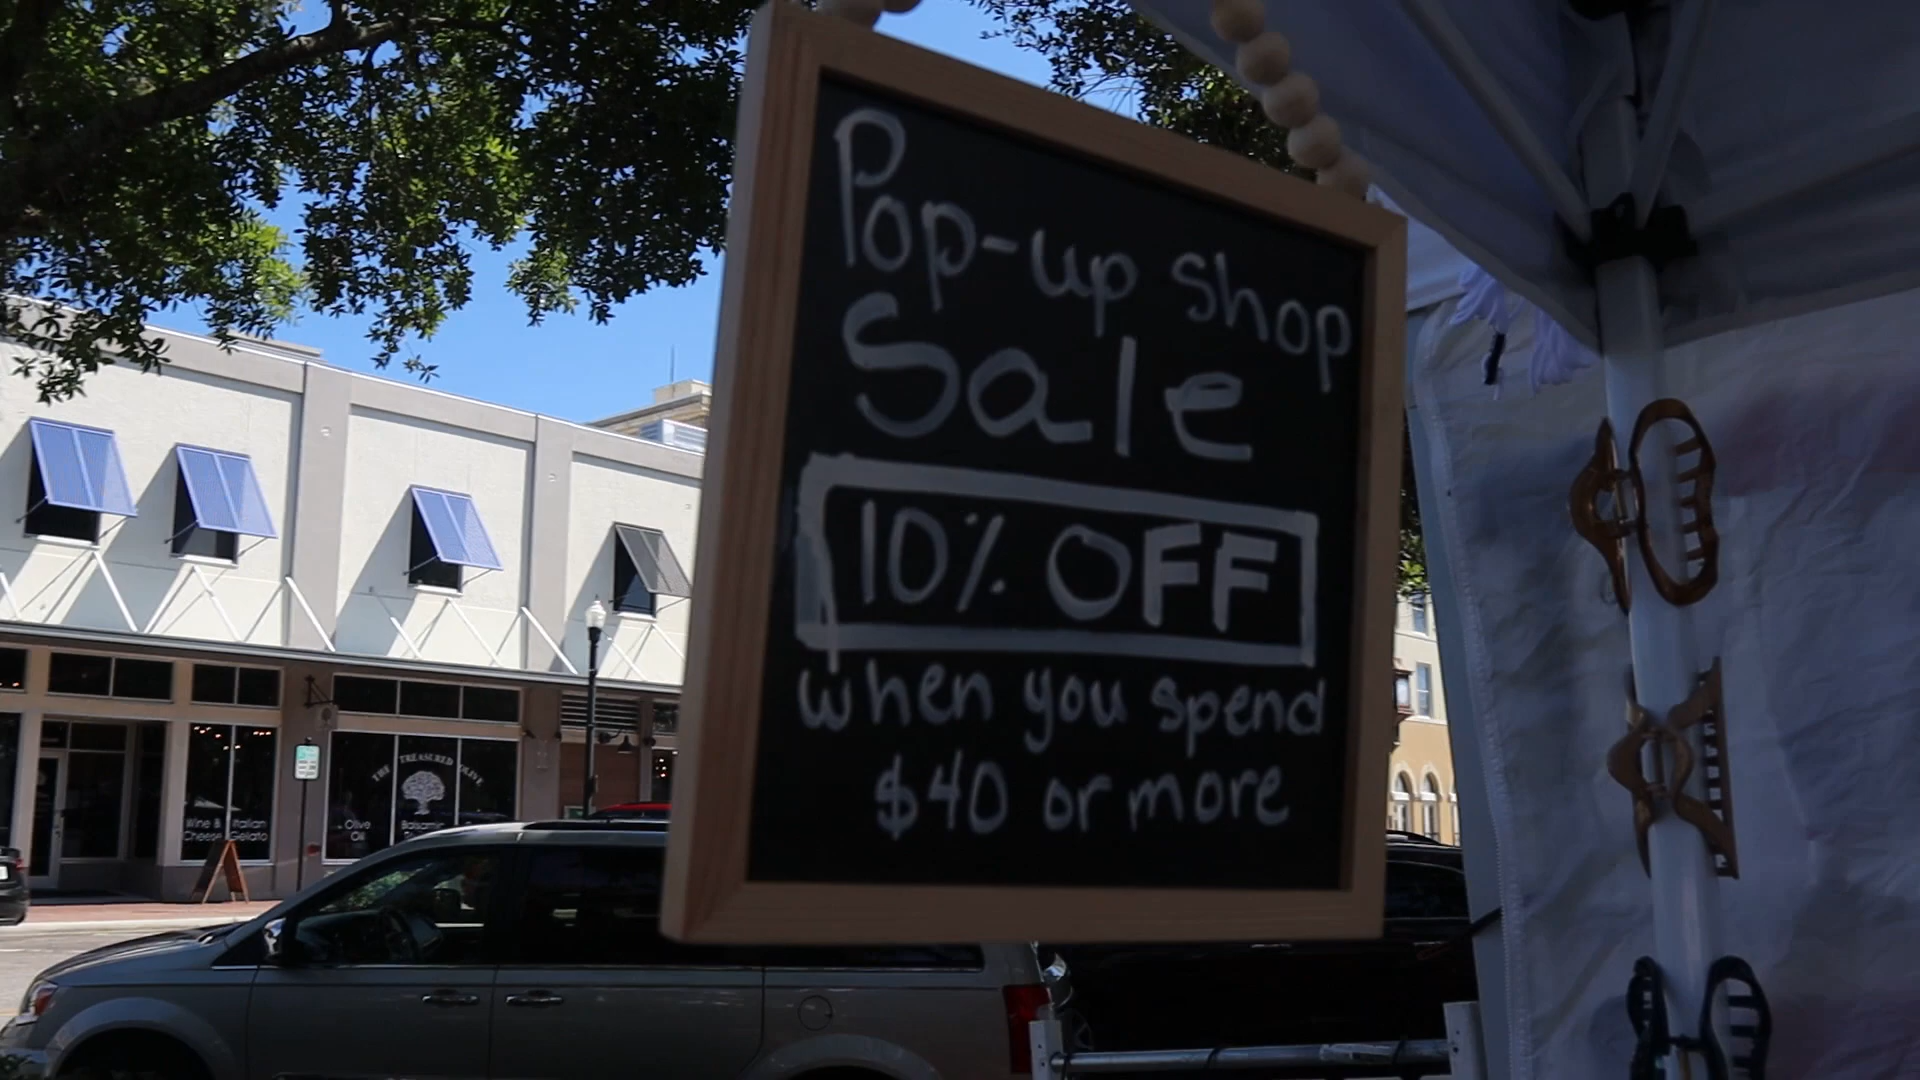 Pop-up shop
Sale
10% OFF
when you spend
$40 or more
THE TREASURED OLIVE
Wine & Italian
Cheese Gelato
Olive
Oil